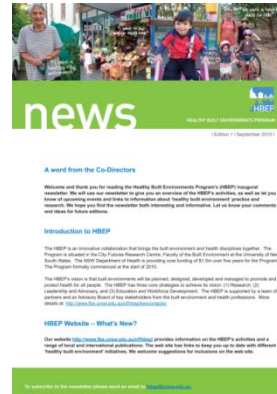 news
HBEP
HEALTHY BUILT ENVIRONMENTS PROGRAM
| Edition 1 | September 2010 |
A word from the Co-Directors
Welcome and thank you for reading the Healthy Built Environments Program's (HBEP) inaugural
newsletter. We will use our newsletter to give you an overview of the HBEP's activities, as well as let you
know of upcoming events and links to information about 'healthy built environment' practice and
research. We hope you find the newsletter both interesting and informative. Let us know your comments
and ideas for future editions.
Introduction to HBEP
The HBEP is an innovative collaboration that brings the built environment and health disciplines together. The
Program is situated in the City Futures Research Centre, Faculty of the Built Environment at the University of New
South Wales. The NSW Department of Health is providing core funding of $1.5m over five years for the Program.
The Program formally commenced at the start of 2010.
The HBEP's vision is that built environments will be planned, designed, developed and managed to promote and
protect health for all people. The HBEP has three core strategies to achieve its vision: (1) Research, (2)
Leadership and Advocacy, and (3) Education and Workforce Development. The HBEP is supported by a team of
partners and an Advisory Board of key stakeholders from the built environment and health professions. More
details at:
HBEP Website – What's New?
Our website provides information on the HBEP's activities and a
range of local and international publications. The web site has links to keep you up to date with different
'healthy built environment' initiatives. We welcome suggestions for inclusions on the web site.
To subscribe to the newsletter please send an email to hbep@unsw.edu.au.